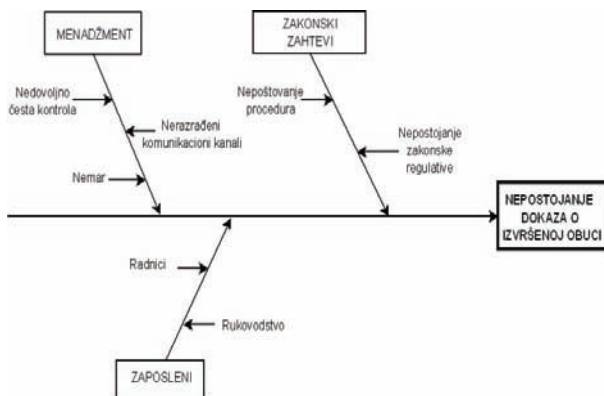 MENADŽMENT
ZAKONSKI
ZAHTEVI
Nedovoljno
česta kontrola
Nerazrađeni
komunikacioni kanali
Nemar
Nepoštovanje
procedura
Nepostojanje
zakonske
regulative
NEPOSTOJANJE
DOKAZA O
IZVRŠENOJ OBUCI
Radnici
Rukovodstvo
ZAPOSLENI